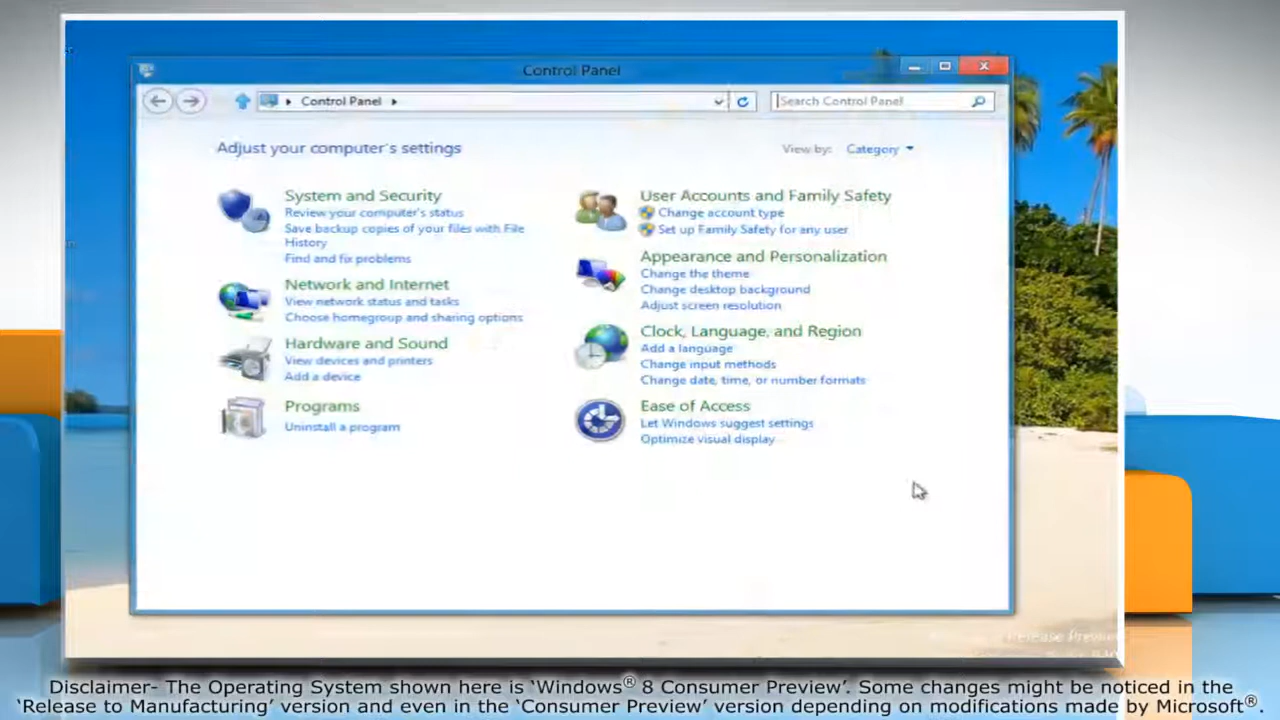 Control Panel
Control Panel
Search Control Panel
Adjust your computer's settings
View by: Category
System and Security
Review your computer's status
Save backup copies of your files with File
History
Find and fix problems
Network and Internet
View network status and tasks
Choose homegroup and sharing options
Hardware and Sound
View devices and printers
Add a device
Programs
Uninstall a program
User Accounts and Family Safety
Change account type
Set up Family Safety for any user
Appearance and Personalization
Change the theme
Change desktop background
Adjust screen resolution
Clock, Language, and Region
Add a language
Change input methods
Change date, time, or number formats
Ease of Access
Let Windows suggest settings
Optimize visual display
Release Preview
Disclaimer- The Operating System shown here is ‘Windows® 8 Consumer Preview’. Some changes might be noticed in the
‘Release to Manufacturing’ version and even in the ‘Consumer Preview’ version depending on modifications made by Microsoft®.